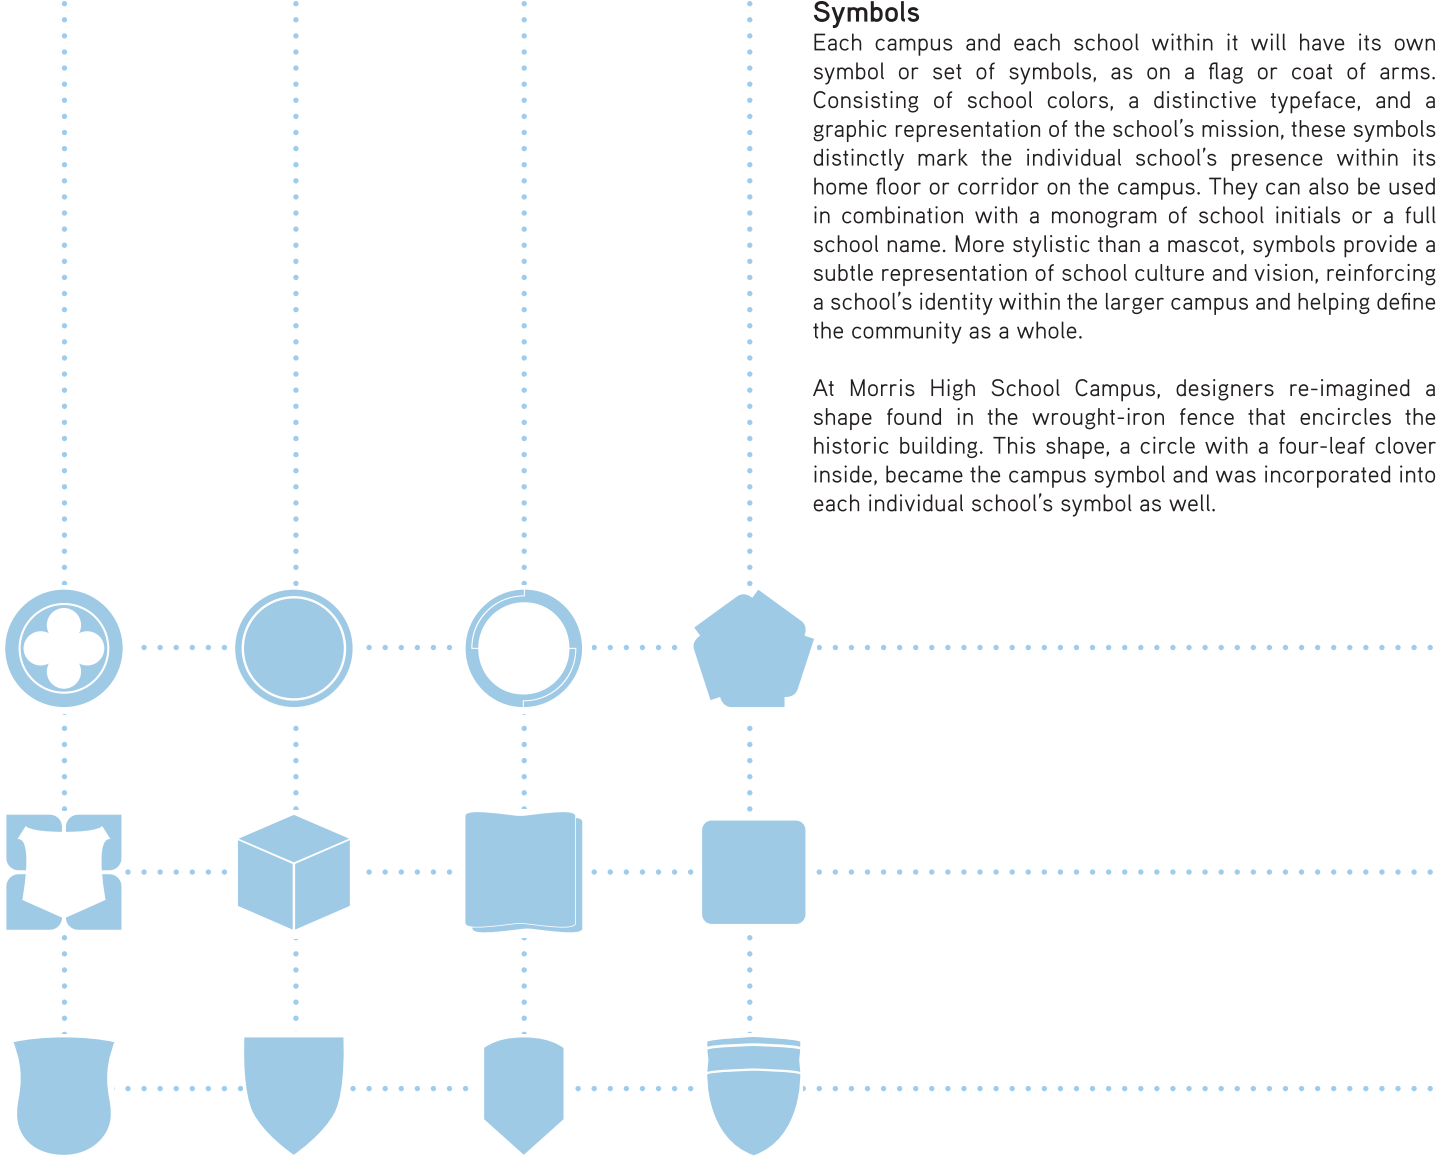 Symbols
Each campus and each school within it will have its own
symbol or set of symbols, as on a flag or coat of arms.
Consisting of school colors, a distinctive typeface, and a
graphic representation of the school's mission, these symbols
distinctly mark the individual school's presence within its
home floor or corridor on the campus. They can also be used
in combination with a monogram of school initials or a full
school name. More stylistic than a mascot, symbols provide a
subtle representation of school culture and vision, reinforcing
a school's identity within the larger campus and helping define
the community as a whole.
At Morris High School Campus, designers re-imagined a
shape found in the wrought-iron fence that encircles the
historic building. This shape, a circle with a four-leaf clover
inside, became the campus symbol and was incorporated into
each individual school's symbol as well.